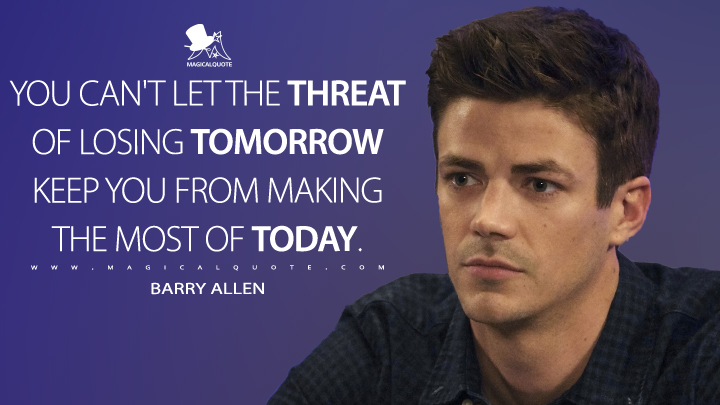 MAGICALQUOTE
YOU CAN'T LET THE THREAT
OF LOSING TOMORROW
KEEP YOU FROM MAKING
THE MOST OF TODAY.
WWW.MAGICALQUOTE.COM
BARRY ALLEN